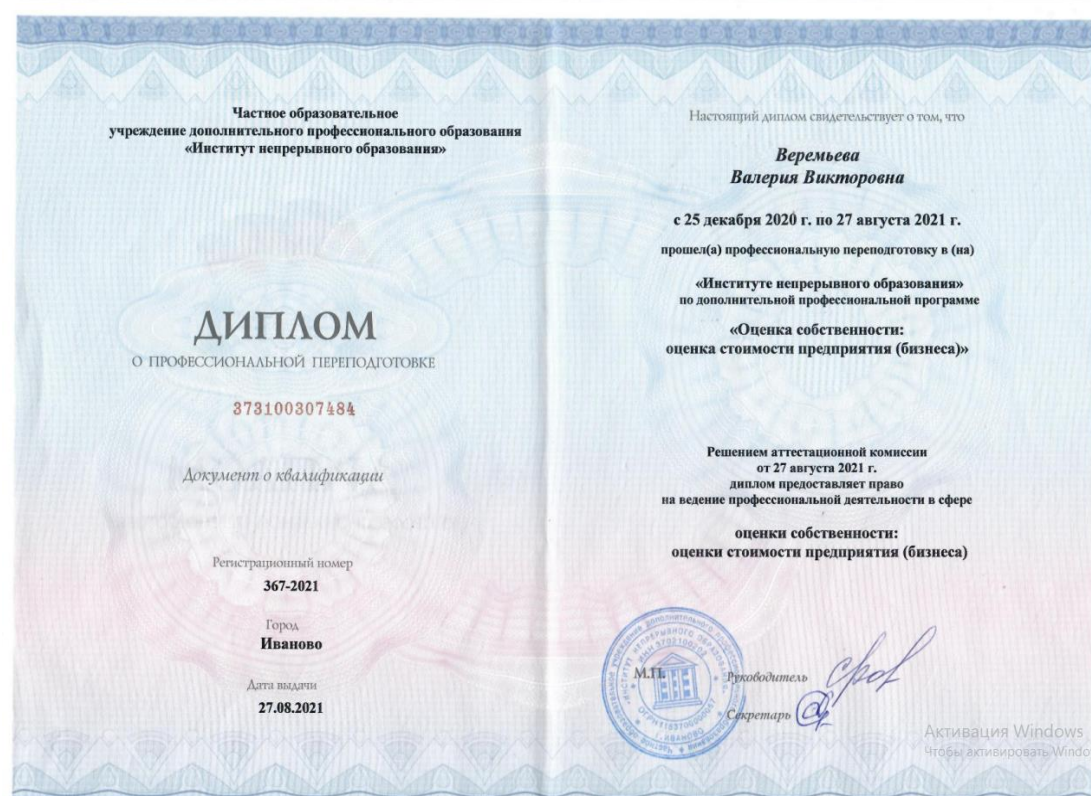 Частное образовательное
учреждение дополнительного профессионального образования
«Институт непрерывного образования»
ДИПЛОМ
О ПРОФЕССИОНАЛЬНОЙ ПЕРЕПОДГОТОВКЕ
373100307484
Документ о квалификации
Регистрационный номер
367-2021
Город
Иваново
Дата выдачи
27.08.2021
Настоящий диплом свидетельствует о том, что
Веремьева
Валерия Викторовна
с 25 декабря 2020 г. по 27 августа 2021 г.
прошел(а) профессиональную переподготовку в (на)
«Институте непрерывного образования»
по дополнительной профессиональной программе
«Оценка собственности:
оценка стоимости предприятия (бизнеса)»
Решением аттестационной комиссии
от 27 августа 2021 г.
диплом предоставляет право
на ведение профессиональной деятельности в сфере
оценки собственности:
оценки стоимости предприятия (бизнеса)
М.П.
Руководитель
Секретарь
г. ИВАНОВО
Активация Windows
Чтобы активировать Windo